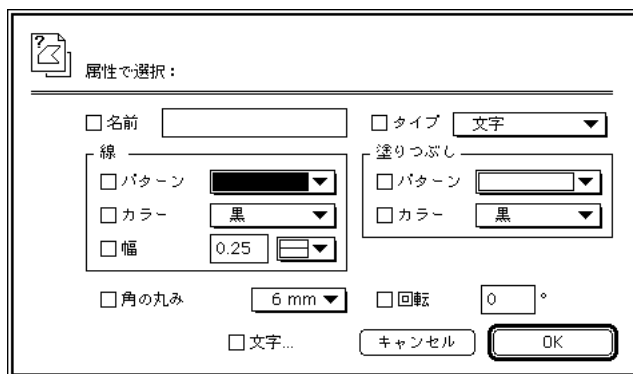 属性で選択：
名前
タイプ 文字
線
パターン
カラー 黒
幅 0.25
塗りつぶし
パターン
カラー 黒
角の丸み 6 mm
回転 0 °
文字...
キャンセル
OK